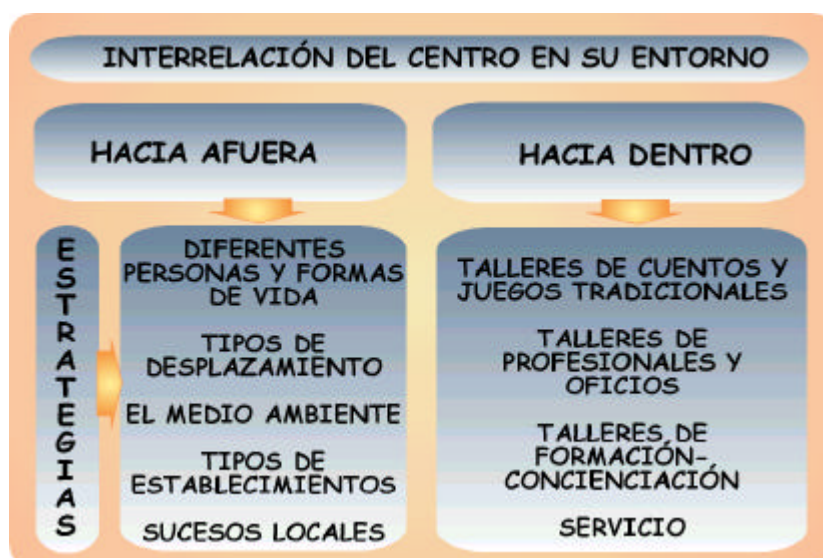 INTERRELACIÓN DEL CENTRO EN SU ENTORNO
HACIA AFUERA
HACIA DENTRO
ESTRATEGIAS
DIFERENTES
PERSONAS Y FORMAS
DE VIDA
TIPOS DE
DESPLAZAMIENTO
EL MEDIO AMBIENTE
TIPOS DE
ESTABLECIMIENTOS
SUCESOS LOCALES
TALLERES DE CUENTOS Y
JUEGOS TRADICIONALES
TALLERES DE
PROFESIONALES Y
OFICIOS
TALLERES DE
FORMACIÓN-
CONCIENCIACIÓN
SERVICIO